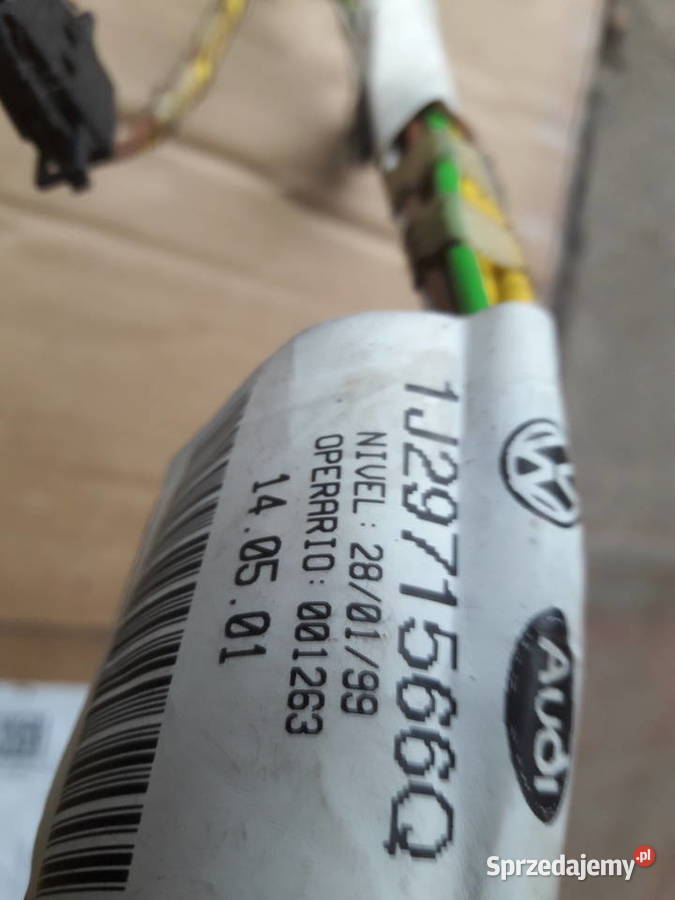 1J2971566Q
NIVEL: 28/01/99
OPERARIO: 001263
14.05.01
Audi
Sprzedajemy.pl